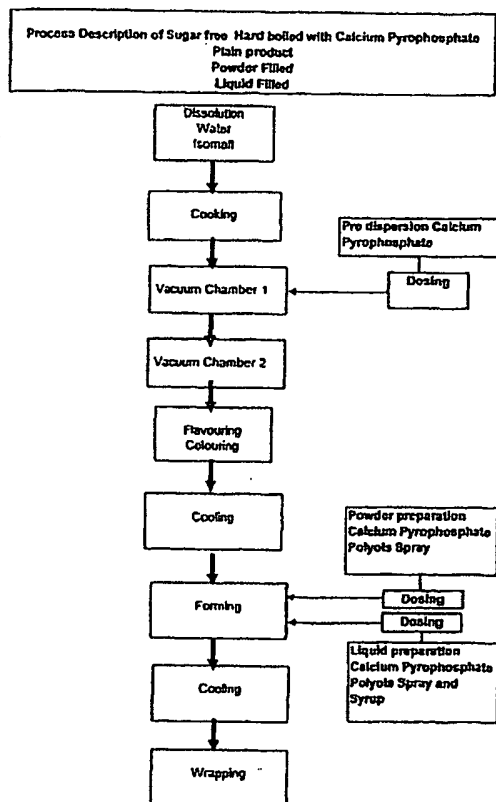 Process Description of Sugar free Hard boiled with Calcium Pyrophosphate
Plain product
Powder Filled
Liquid Filled
Dissolution
Water
Isomalt
Cooking
Pre dispersion Calcium
Pyrophosphate
Dosing
Vacuum Chamber 1
Vacuum Chamber 2
Flavouring
Colouring
Cooling
Powder preparation
Calcium Pyrophosphate
Polyols Spray
Dosing
Forming
Dosing
Liquid preparation
Calcium Pyrophosphate
Polyols Spray and
Syrup
Cooling
Wrapping